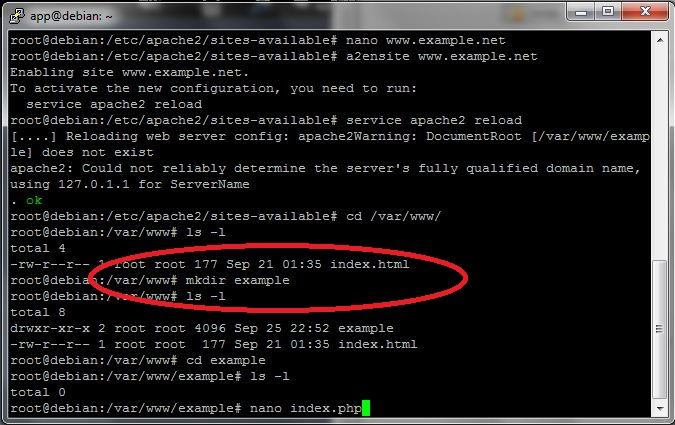 app@debian: ~
root@debian:/etc/apache2/sites-available# nano www.example.net
root@debian:/etc/apache2/sites-available# a2ensite www.example.net
Enabling site www.example.net.
To activate the new configuration, you need to run:
  service apache2 reload
root@debian:/etc/apache2/sites-available# service apache2 reload
[....] Reloading web server config: apache2Warning: DocumentRoot [/var/www/examp
le] does not exist
apache2: Could not reliably determine the server's fully qualified domain name,
using 127.0.1.1 for ServerName
. ok
root@debian:/etc/apache2/sites-available# cd /var/www/
root@debian:/var/www# ls -l
total 4
-rw-r--r-- 1 root root 177 Sep 21 01:35 index.html
root@debian:/var/www# mkdir example
root@debian:/var/www# ls -l
total 8
drwxr-xr-x 2 root root 4096 Sep 25 22:52 example
-rw-r--r-- 1 root root  177 Sep 21 01:35 index.html
root@debian:/var/www# cd example
root@debian:/var/www/example# ls -l
total 0
root@debian:/var/www/example# nano index.php